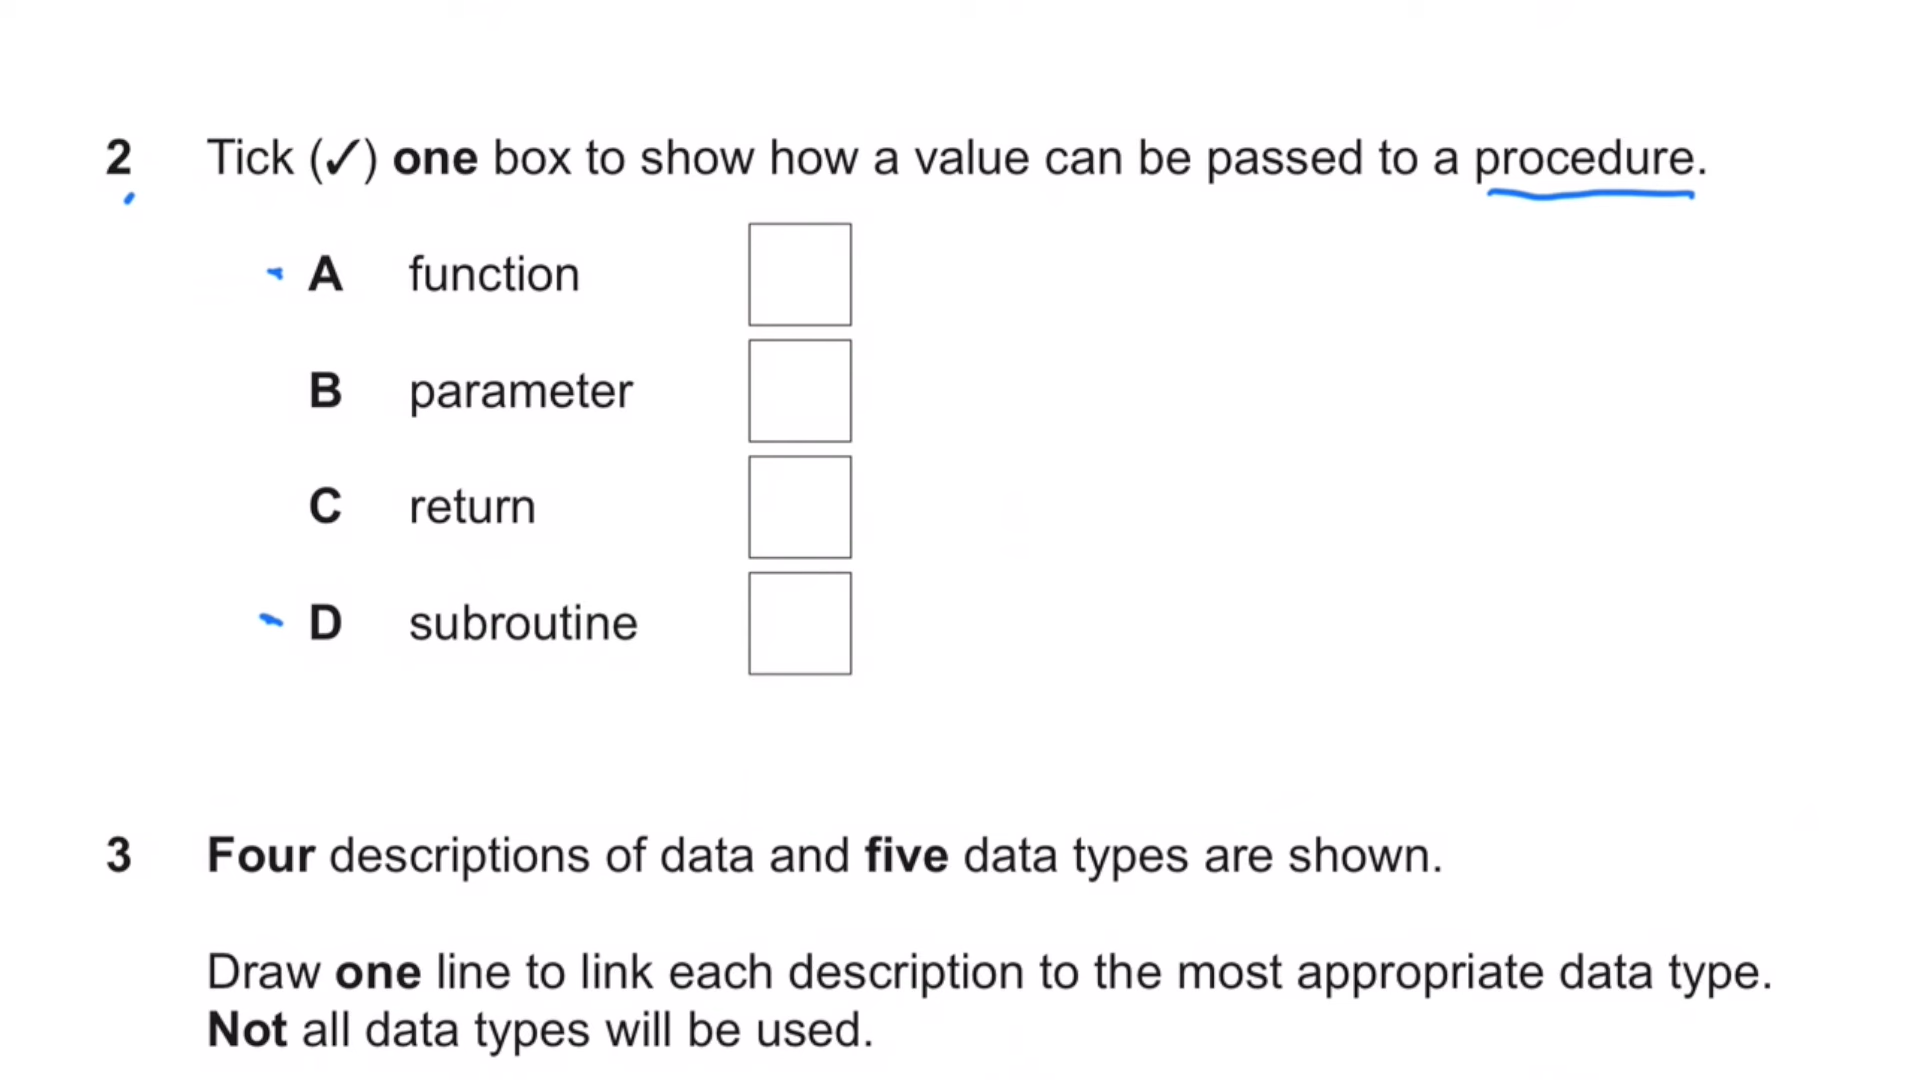 2 Tick (✓) one box to show how a value can be passed to a procedure.
A function
B parameter
C return
D subroutine
3 Four descriptions of data and five data types are shown.
Draw one line to link each description to the most appropriate data type.
Not all data types will be used.